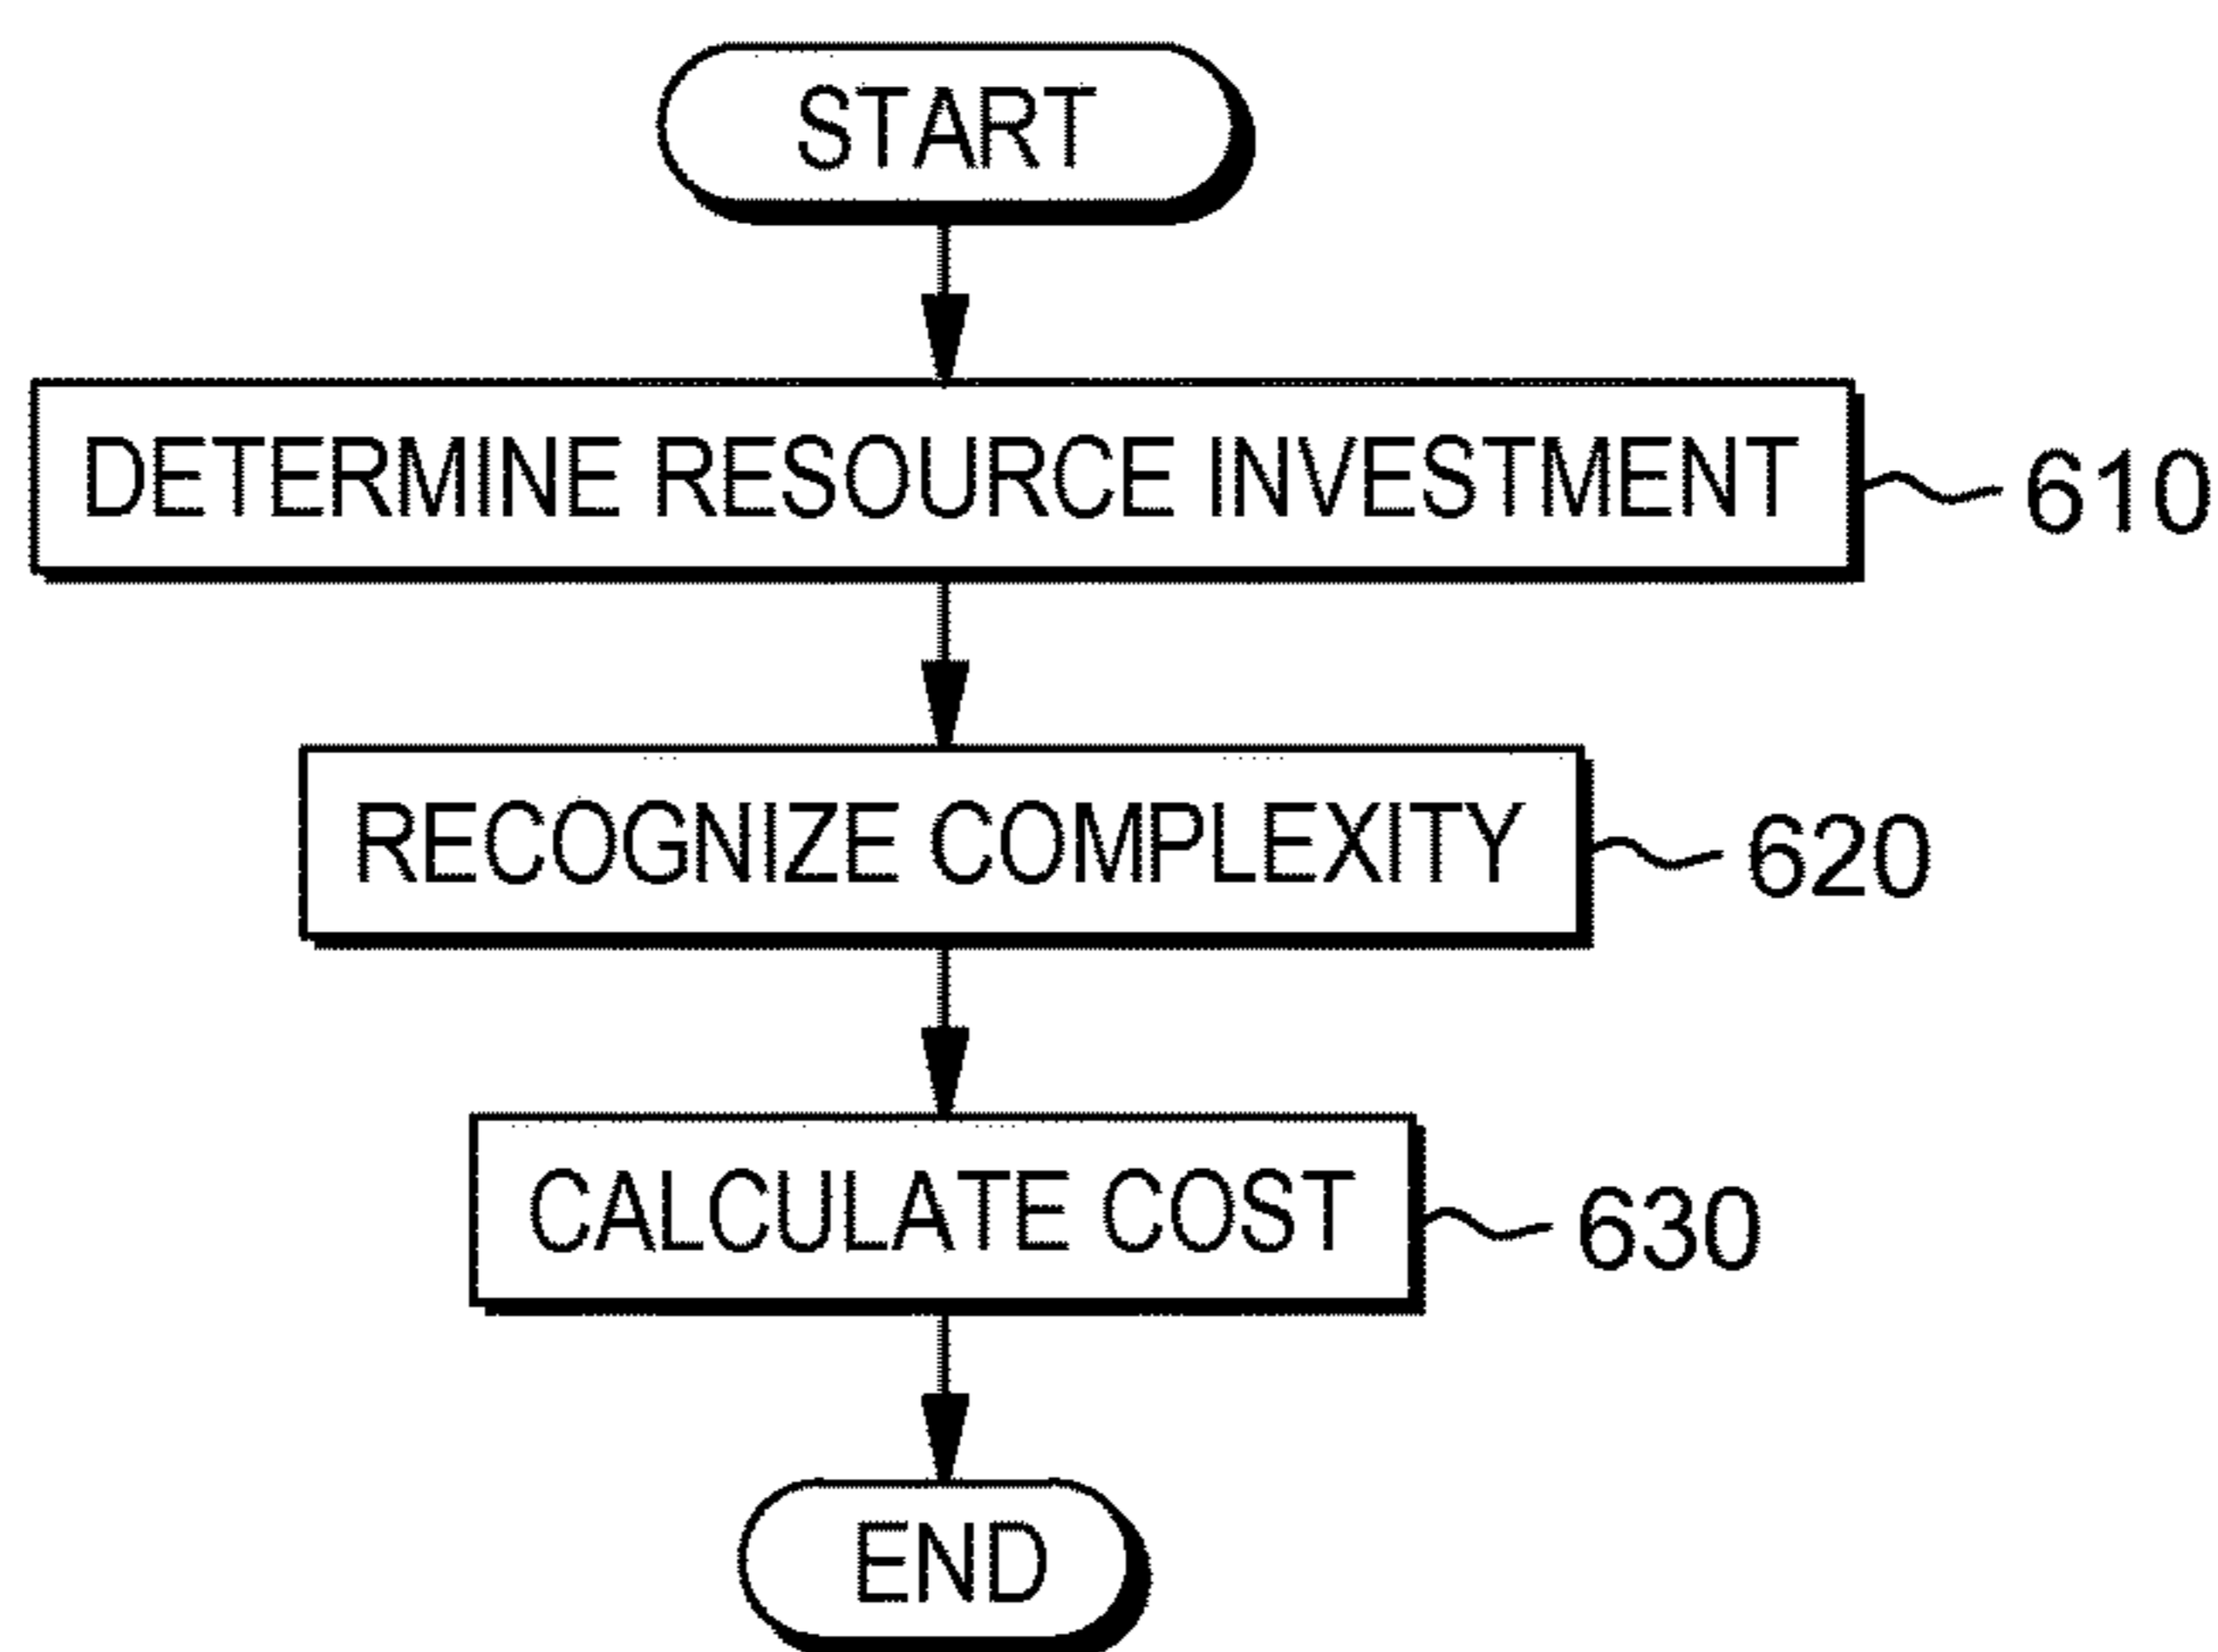 START
DETERMINE RESOURCE INVESTMENT
610
RECOGNIZE COMPLEXITY
620
CALCULATE COST
630
END